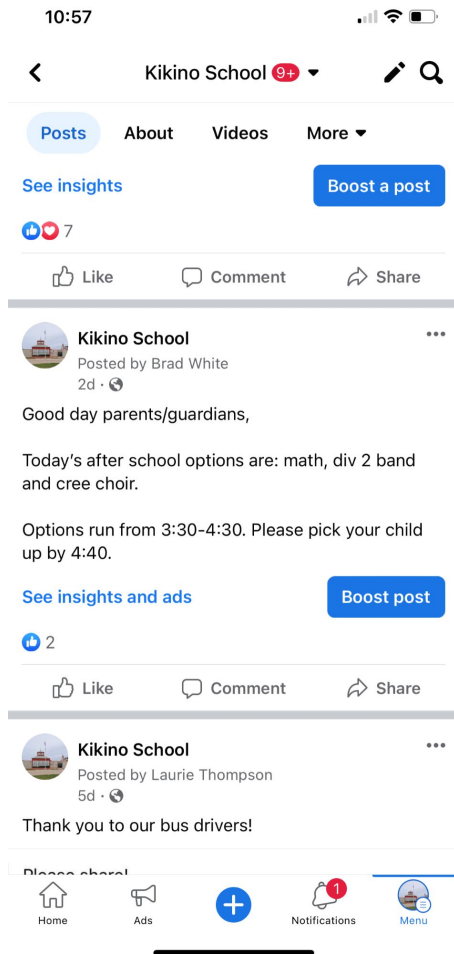 10:57
Kikino School 9+
Posts About Videos More
See insights Boost a post
7
Like Comment Share
Kikino School
Posted by Brad White
2d ·
Good day parents/guardians,
Today’s after school options are: math, div 2 band
and cree choir.
Options run from 3:30-4:30. Please pick your child
up by 4:40.
See insights and ads Boost post
2
Like Comment Share
Kikino School
Posted by Laurie Thompson
5d ·
Thank you to our bus drivers!
Please share!
1
Home Ads Notifications Menu